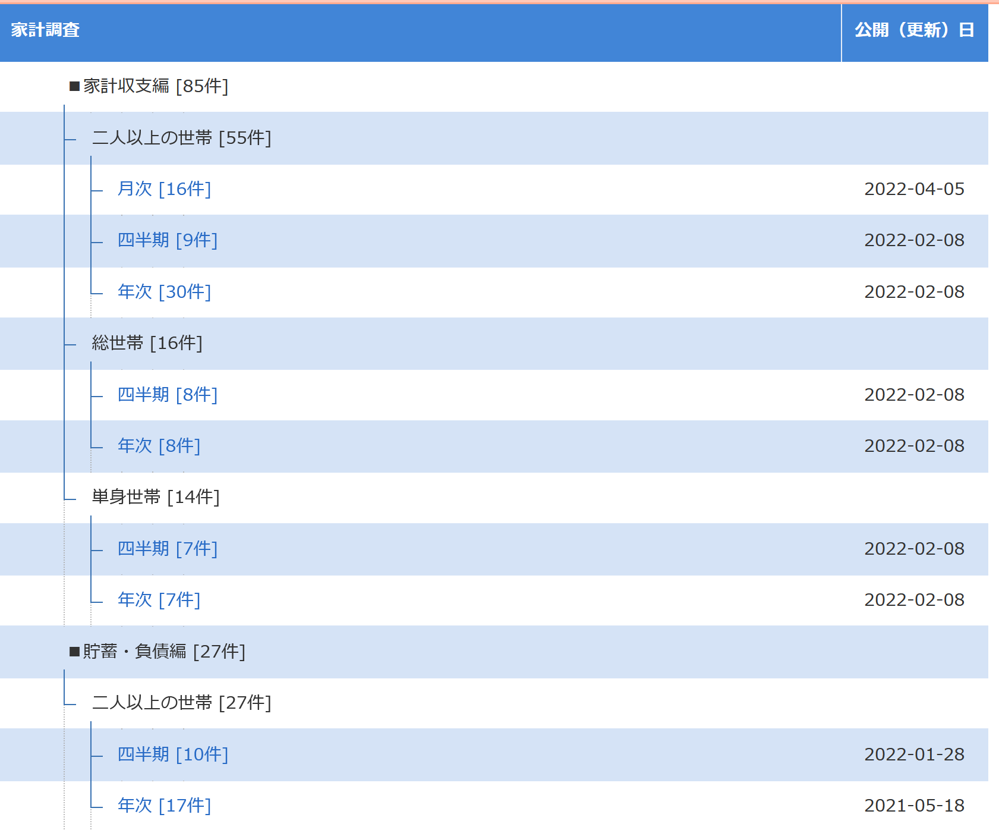 家計調査 公開（更新）日
■家計収支編 [85件]
二人以上の世帯 [55件]
月次 [16件] 2022-04-05
四半期 [9件] 2022-02-08
年次 [30件] 2022-02-08
総世帯 [16件]
四半期 [8件] 2022-02-08
年次 [8件] 2022-02-08
単身世帯 [14件]
四半期 [7件] 2022-02-08
年次 [7件] 2022-02-08
■貯蓄・負債編 [27件]
二人以上の世帯 [27件]
四半期 [10件] 2022-01-28
年次 [17件] 2021-05-18